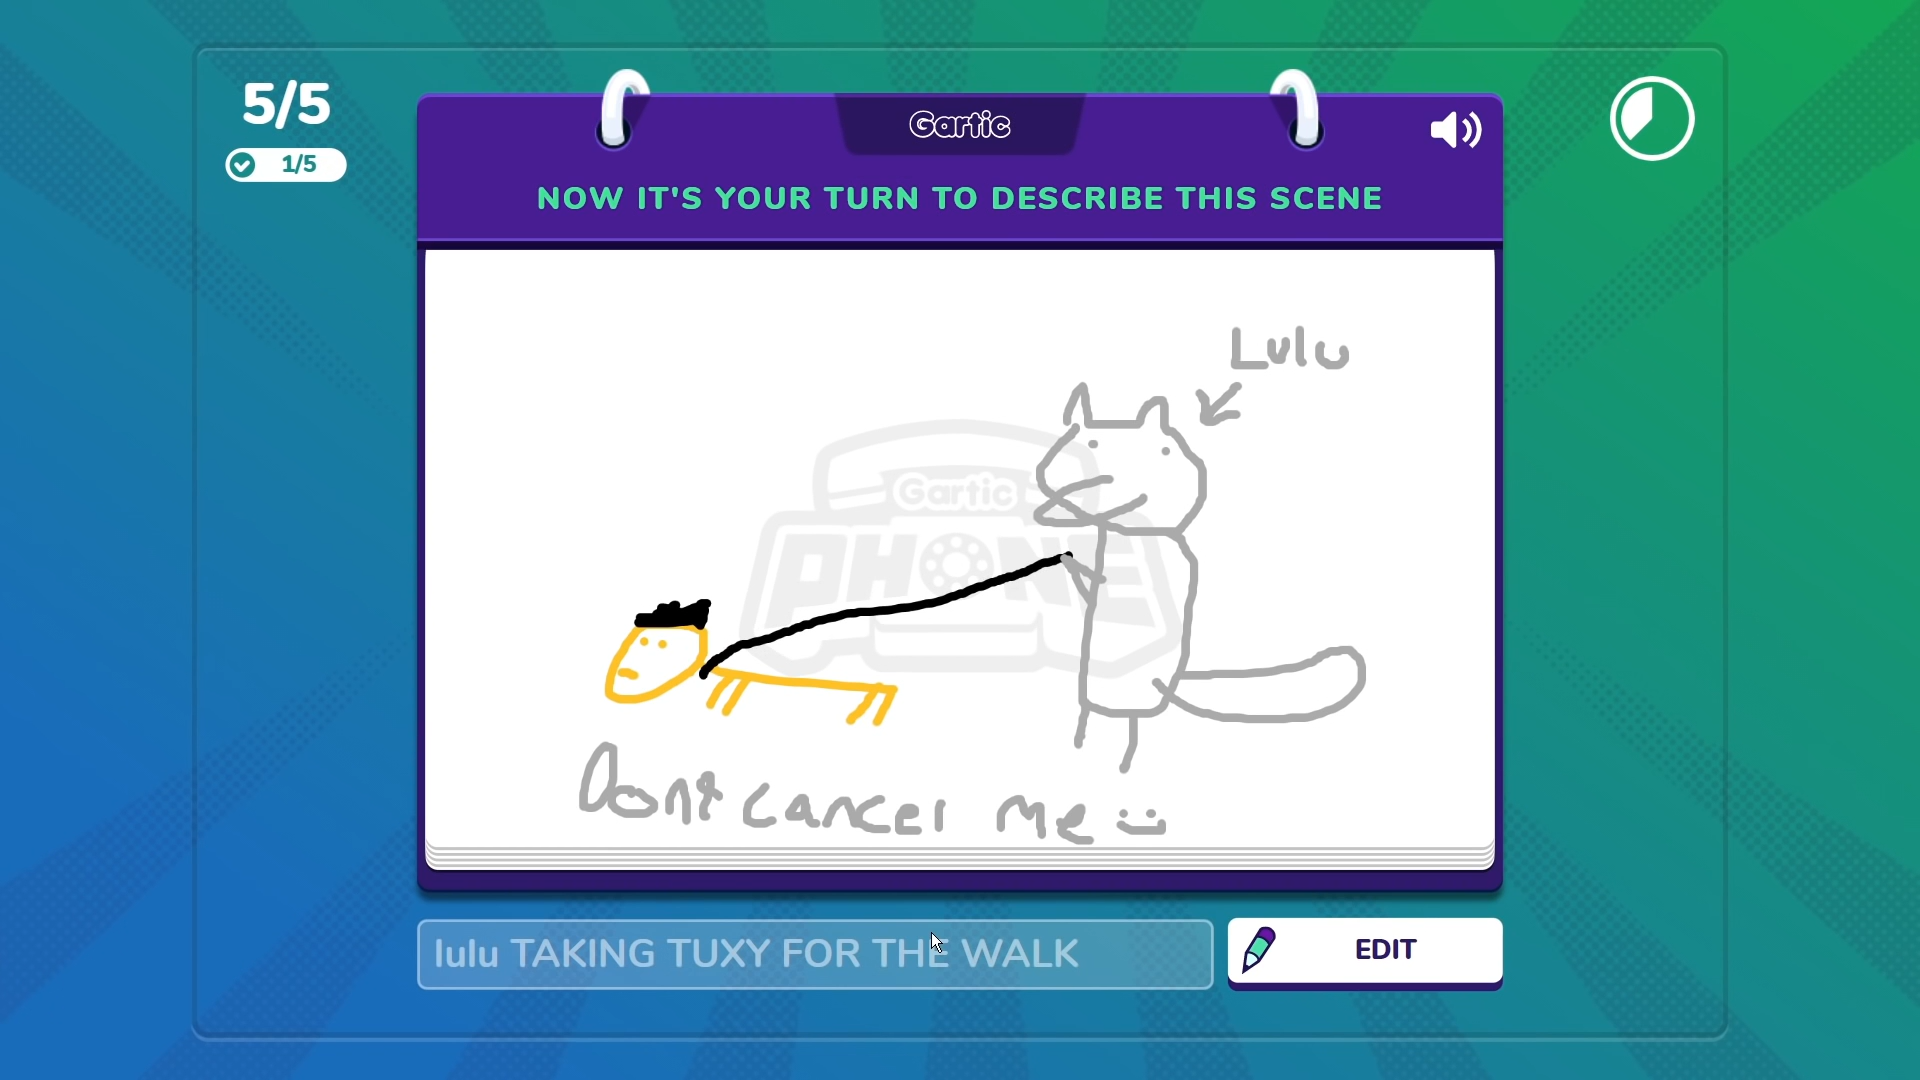 5/5
1/5
Gartic
NOW IT'S YOUR TURN TO DESCRIBE THIS SCENE
Lulu
Gartic
PHONE
Dont cancel me
lulu TAKING TUXY FOR THE WALK
EDIT